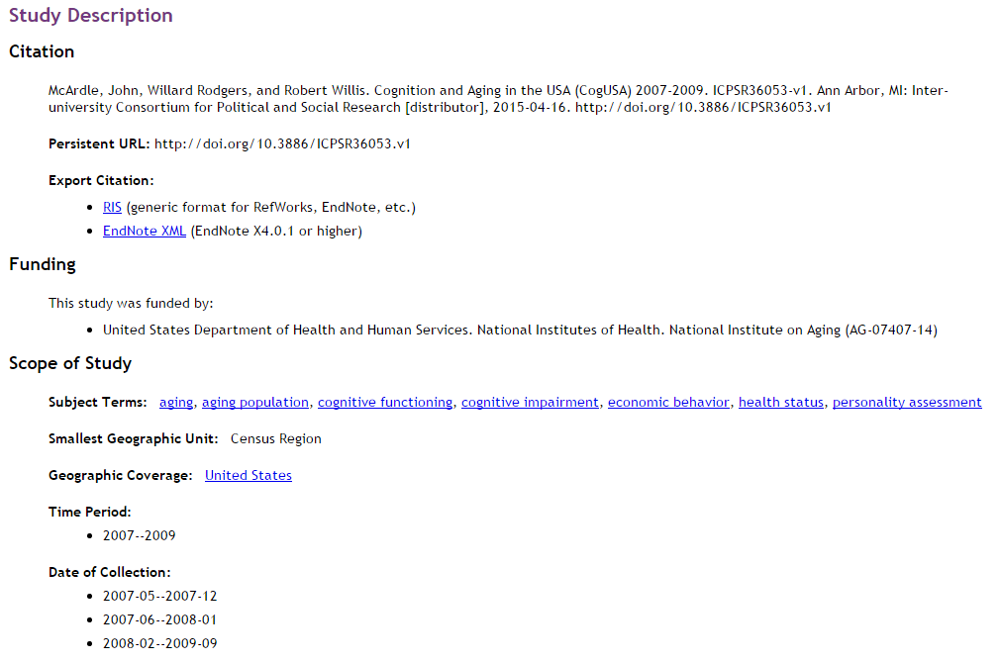 Study Description
Citation
McArdle, John, Willard Rodgers, and Robert Willis. Cognition and Aging in the USA (CogUSA) 2007-2009. ICPSR36053-v1. Ann Arbor, MI: Inter-
university Consortium for Political and Social Research [distributor], 2015-04-16. http://doi.org/10.3886/ICPSR36053.v1
Persistent URL: http://doi.org/10.3886/ICPSR36053.v1
Export Citation:
• RIS (generic format for RefWorks, EndNote, etc.)
• EndNote XML (EndNote X4.0.1 or higher)
Funding
This study was funded by:
• United States Department of Health and Human Services. National Institutes of Health. National Institute on Aging (AG-07407-14)
Scope of Study
Subject Terms: aging, aging population, cognitive functioning, cognitive impairment, economic behavior, health status, personality assessment
Smallest Geographic Unit: Census Region
Geographic Coverage: United States
Time Period:
• 2007--2009
Date of Collection:
• 2007-05--2007-12
• 2007-06--2008-01
• 2008-02--2009-09